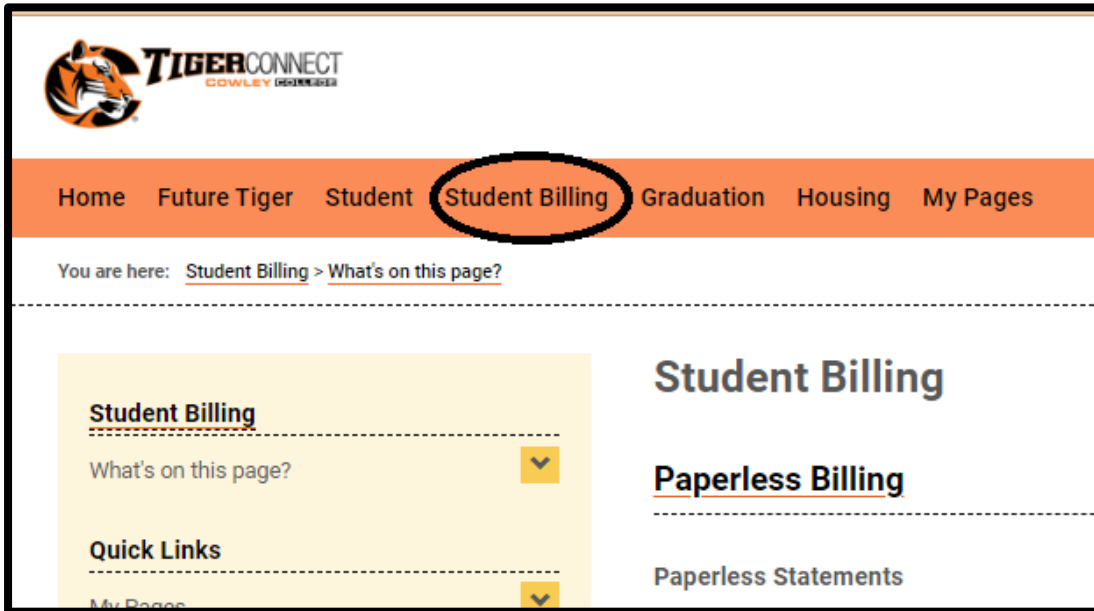 TIGERCONNECT
COWLEY COLLEGE
Home Future Tiger Student Student Billing Graduation Housing My Pages
You are here: Student Billing > What's on this page?
Student Billing
What's on this page?
Quick Links
My Pages
Student Billing
Paperless Billing
Paperless Statements